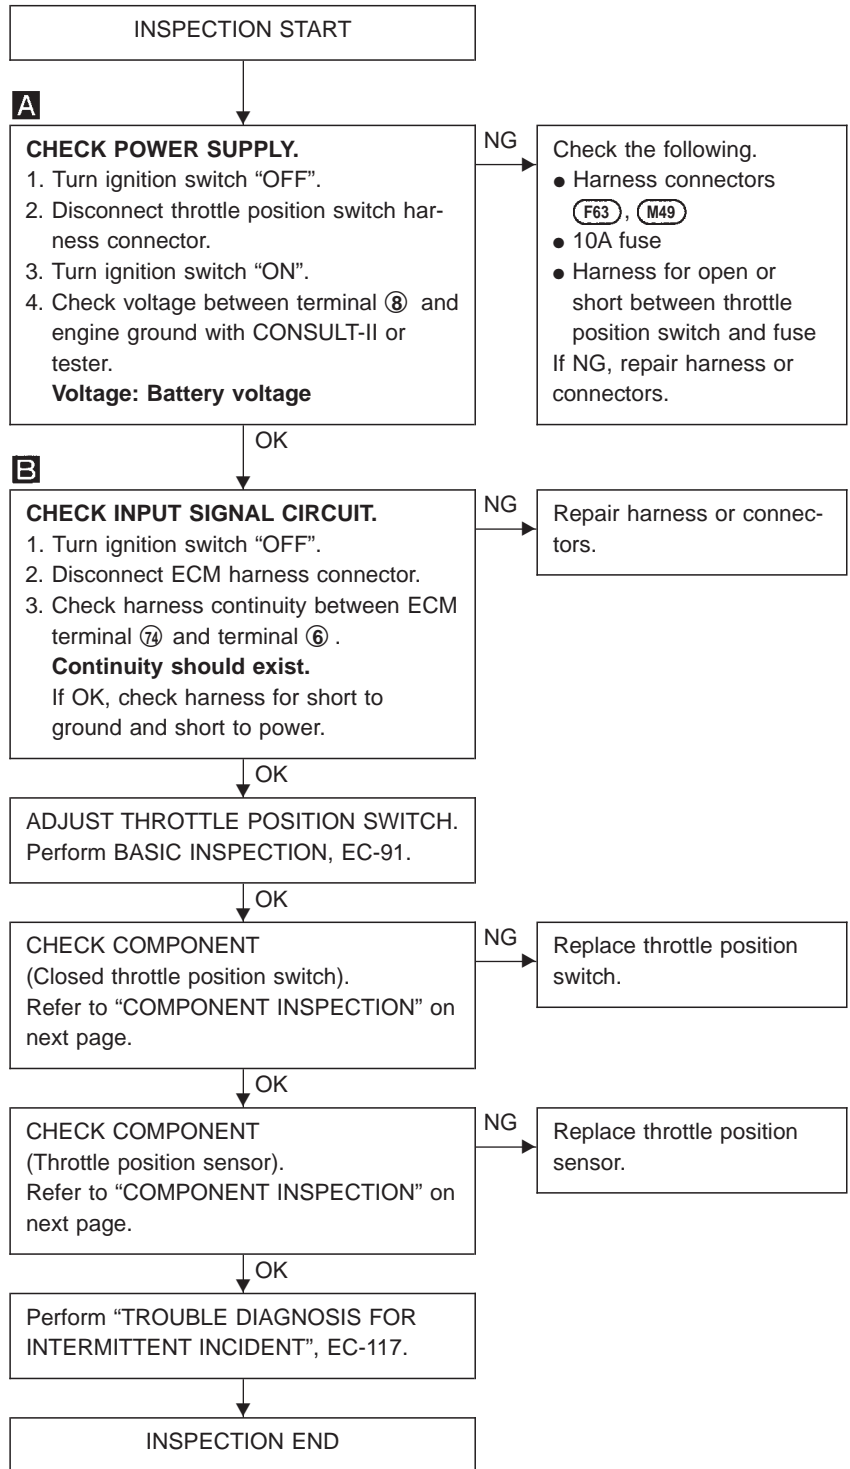 INSPECTION START
A
CHECK POWER SUPPLY.
1. Turn ignition switch “OFF”.
2. Disconnect throttle position switch har-
ness connector.
3. Turn ignition switch “ON”.
4. Check voltage between terminal ⑧ and
engine ground with CONSULT-II or
tester.
Voltage: Battery voltage
NG
Check the following.
● Harness connectors
F63, M49
● 10A fuse
● Harness for open or
short between throttle
position switch and fuse
If NG, repair harness or
connectors.
OK
B
CHECK INPUT SIGNAL CIRCUIT.
1. Turn ignition switch “OFF”.
2. Disconnect ECM harness connector.
3. Check harness continuity between ECM
terminal 74 and terminal ⑥ .
Continuity should exist.
If OK, check harness for short to
ground and short to power.
NG
Repair harness or connec-
tors.
OK
ADJUST THROTTLE POSITION SWITCH.
Perform BASIC INSPECTION, EC-91.
OK
CHECK COMPONENT
(Closed throttle position switch).
Refer to “COMPONENT INSPECTION” on
next page.
NG
Replace throttle position
switch.
OK
CHECK COMPONENT
(Throttle position sensor).
Refer to “COMPONENT INSPECTION” on
next page.
NG
Replace throttle position
sensor.
OK
Perform “TROUBLE DIAGNOSIS FOR
INTERMITTENT INCIDENT”, EC-117.
INSPECTION END